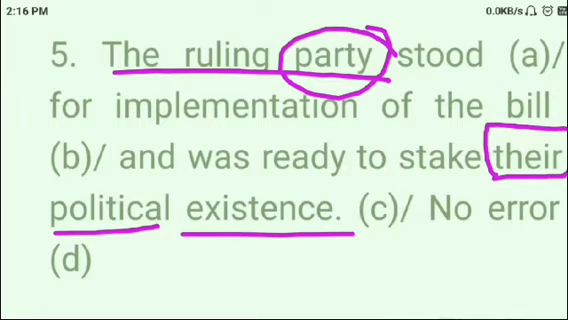 2:16 PM 0.0KB/s
5. The ruling party stood (a)/
for implementation of the bill
(b)/ and was ready to stake their
political existence. (c)/ No error
(d)